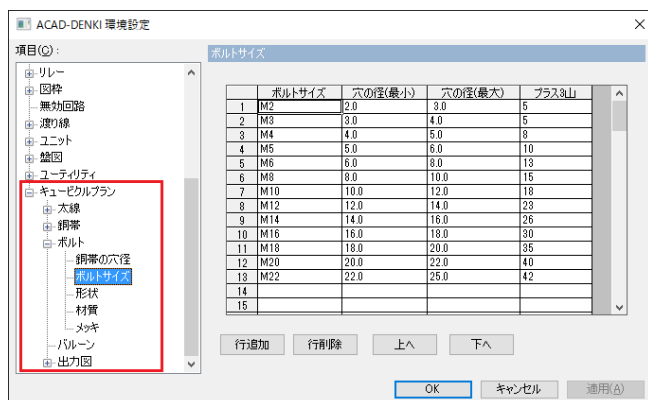 ACAD-DENKI 環境設定
項目(C):
リレー
図枠
無効回路
渡り線
ユニット
盤図
ユーティリティ
キュービクルプラン
太線
銅帯
ボルト
銅帯の穴径
ボルトサイズ
形状
材質
メッキ
バルーン
出力図
ボルトサイズ
ボルトサイズ 穴の径(最小) 穴の径(最大) プラス3山
1 M2 2.0 3.0 5
2 M3 3.0 4.0 5
3 M4 4.0 5.0 8
4 M5 5.0 6.0 10
5 M6 6.0 8.0 13
6 M8 8.0 10.0 15
7 M10 10.0 12.0 18
8 M12 12.0 14.0 23
9 M14 14.0 16.0 26
10 M16 16.0 18.0 30
11 M18 18.0 20.0 35
12 M20 20.0 22.0 40
13 M22 22.0 25.0 42
14
15
行追加 行削除 上へ 下へ
OK キャンセル 適用(A)